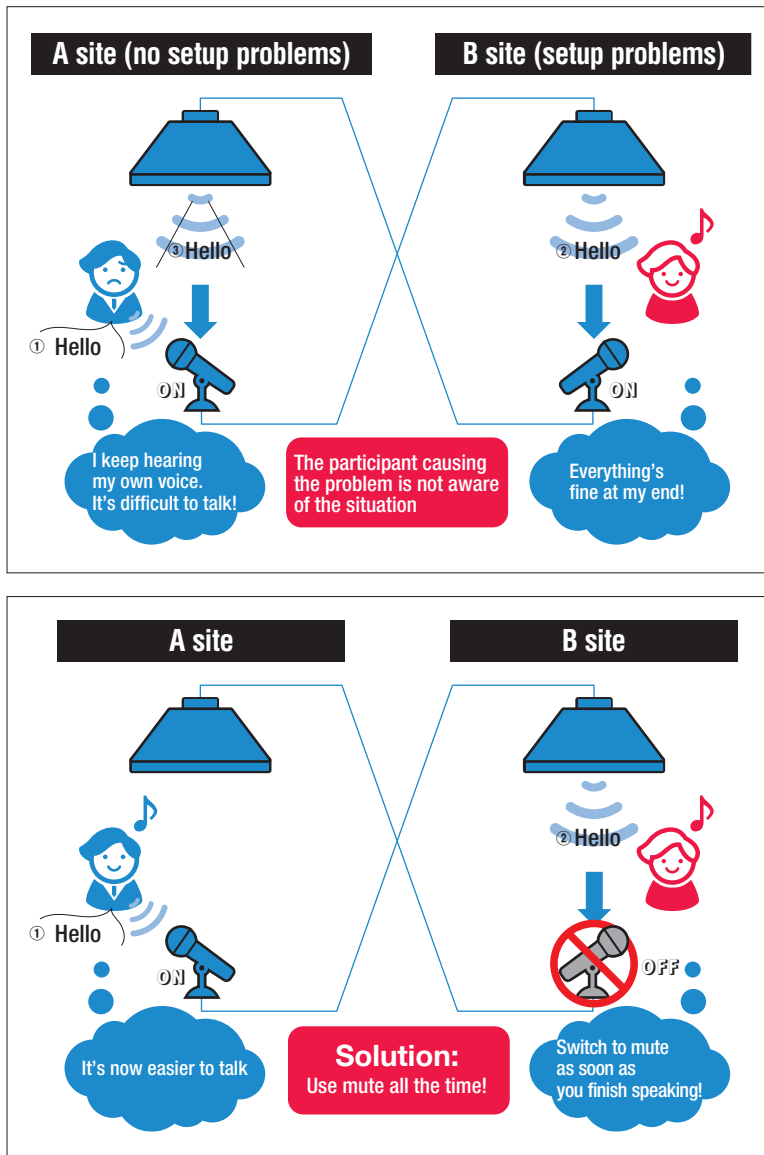 A site (no setup problems)
B site (setup problems)
③Hello
②Hello
① Hello
ON
ON
I keep hearing
my own voice.
It's difficult to talk!
The participant causing
the problem is not aware
of the situation
Everything's
fine at my end!
A site
B site
②Hello
① Hello
ON
OFF
It's now easier to talk
Solution:
Use mute all the time!
Switch to mute
as soon as
you finish speaking!